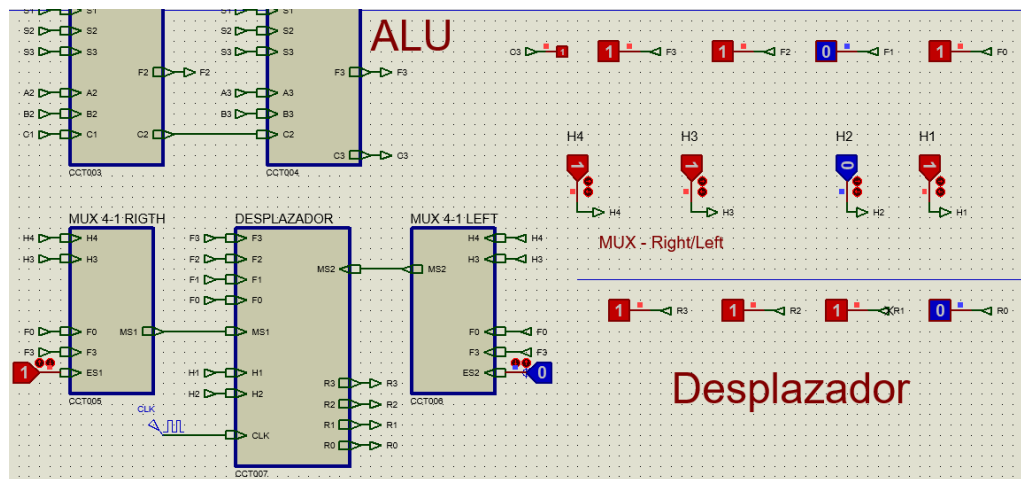 S1 S1 S1 S1
S2 S2 S2 S2
S3 S3 S3 S3
ALU
O3 1 1 F3 1 F2 0 F1 1 F0
F2 F2 F3 F3
A2 A2 A3 A3
B2 B2 B3 B3
C1 C1 C2 C2
C3 O3
CCT003 CCT004
H4 H3 H2 H1
1 1 0 1
H4 H3 H2 H1
MUX - Right/Left
MUX 4-1 RIGTH DESPLAZADOR MUX 4-1 LEFT
H4 H4 F3 F3 H4 H4
H3 H3 F2 F2 MS2 MS2 H3 H3
F1 F1
F0 F0
F0 F0 MS1 MS1 F0 F0
F3 F3 F3 F3
1 ES1 H1 H1 ES2 0
H2 H2
R3 R3
R2 R2
R1 R1
R0 R0
CCT005 CCT006
CLK
CLK
CCT007
1 R3 1 R2 1 R1 0 R0
Desplazador